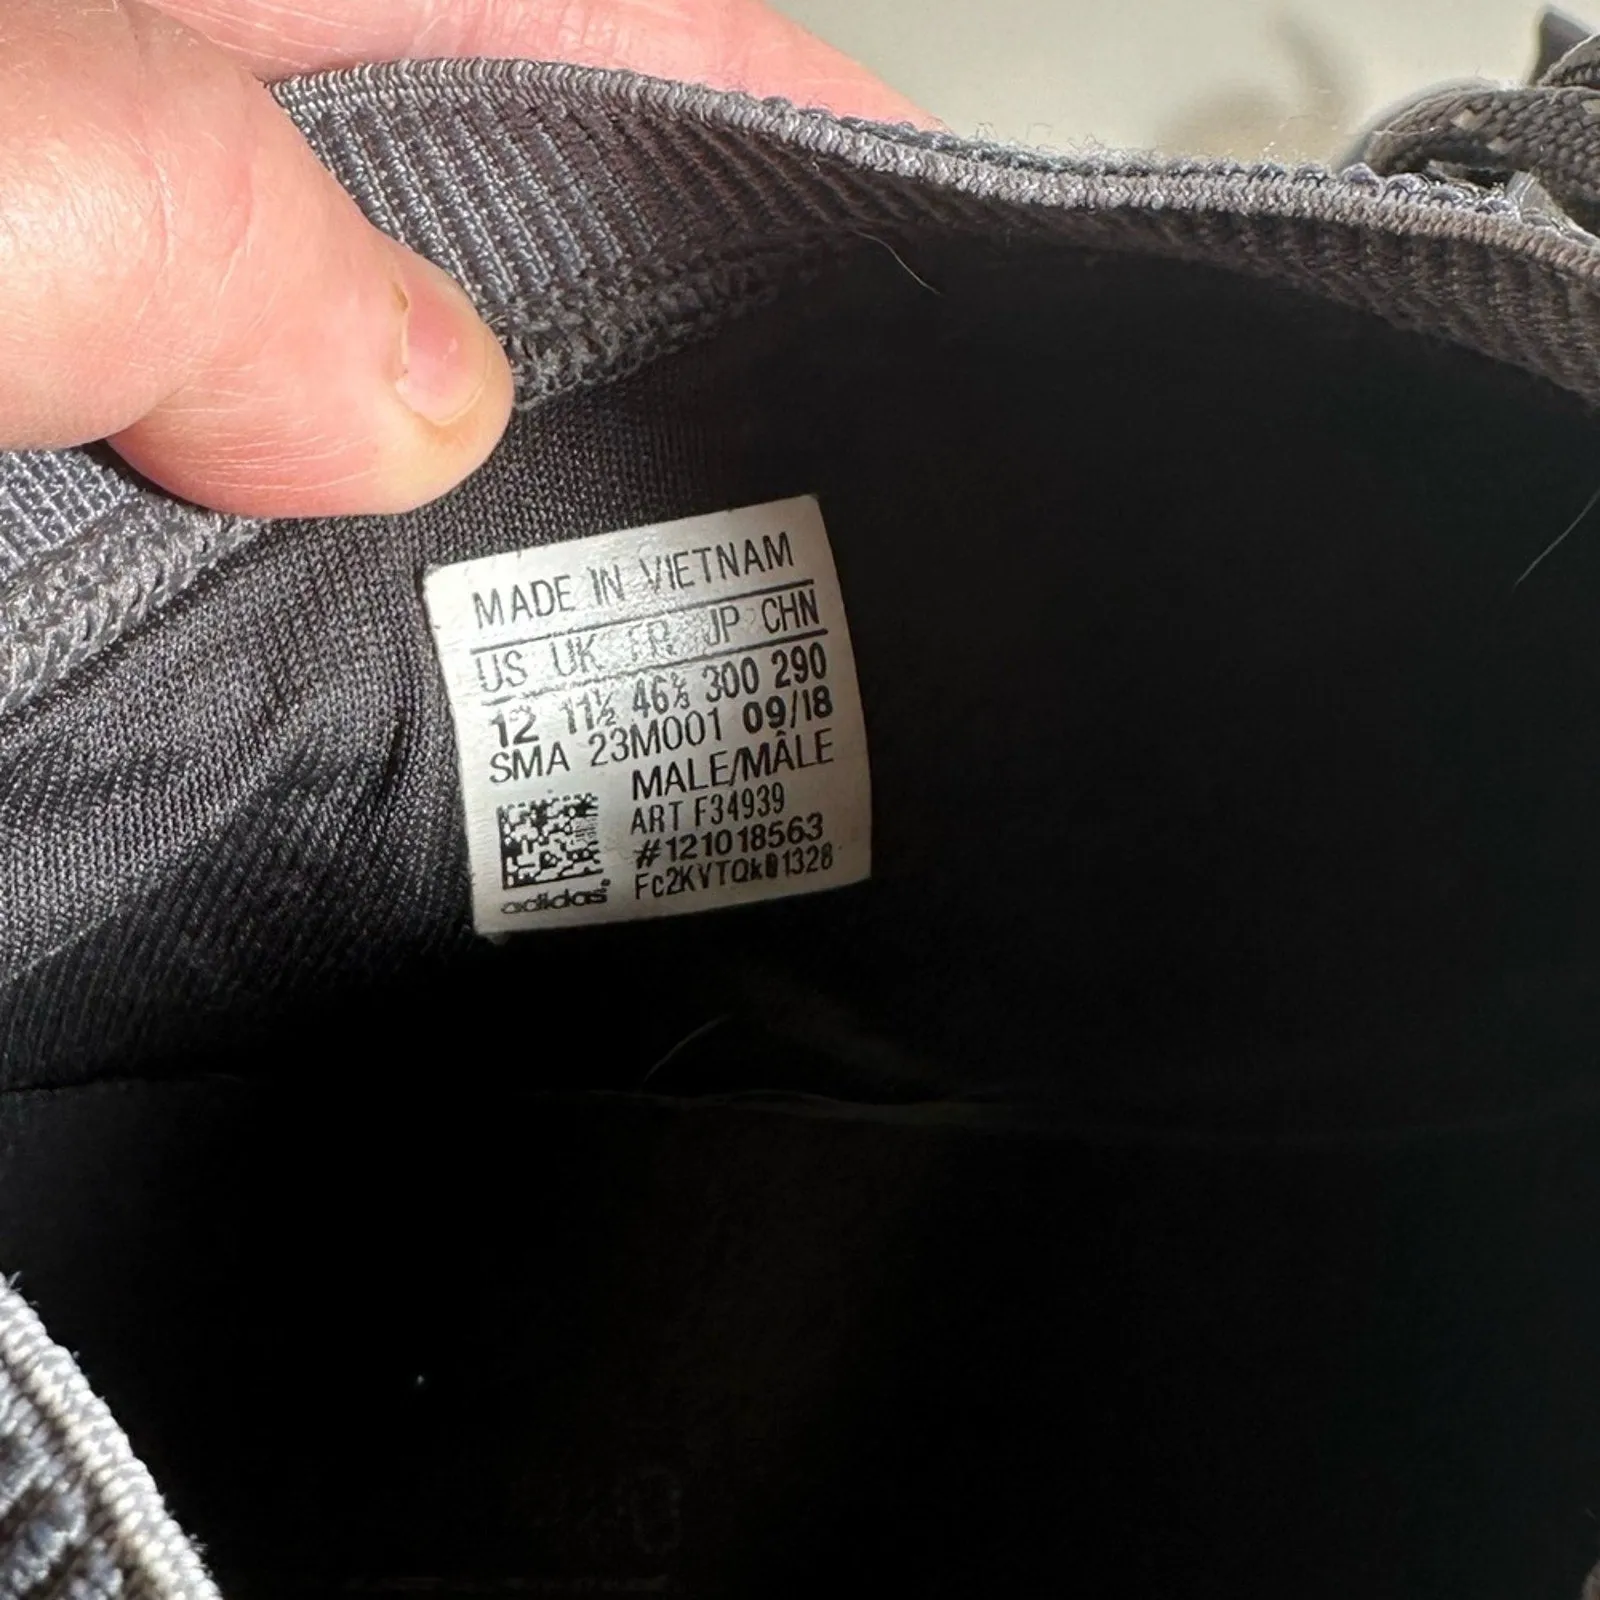 MADE IN VIETNAM
US UK FR JP CHN
12 11½ 46⅔ 300 290
SMA 23M001 09/18
MALE/MÂLE
ART F34939
#121018563
adidas